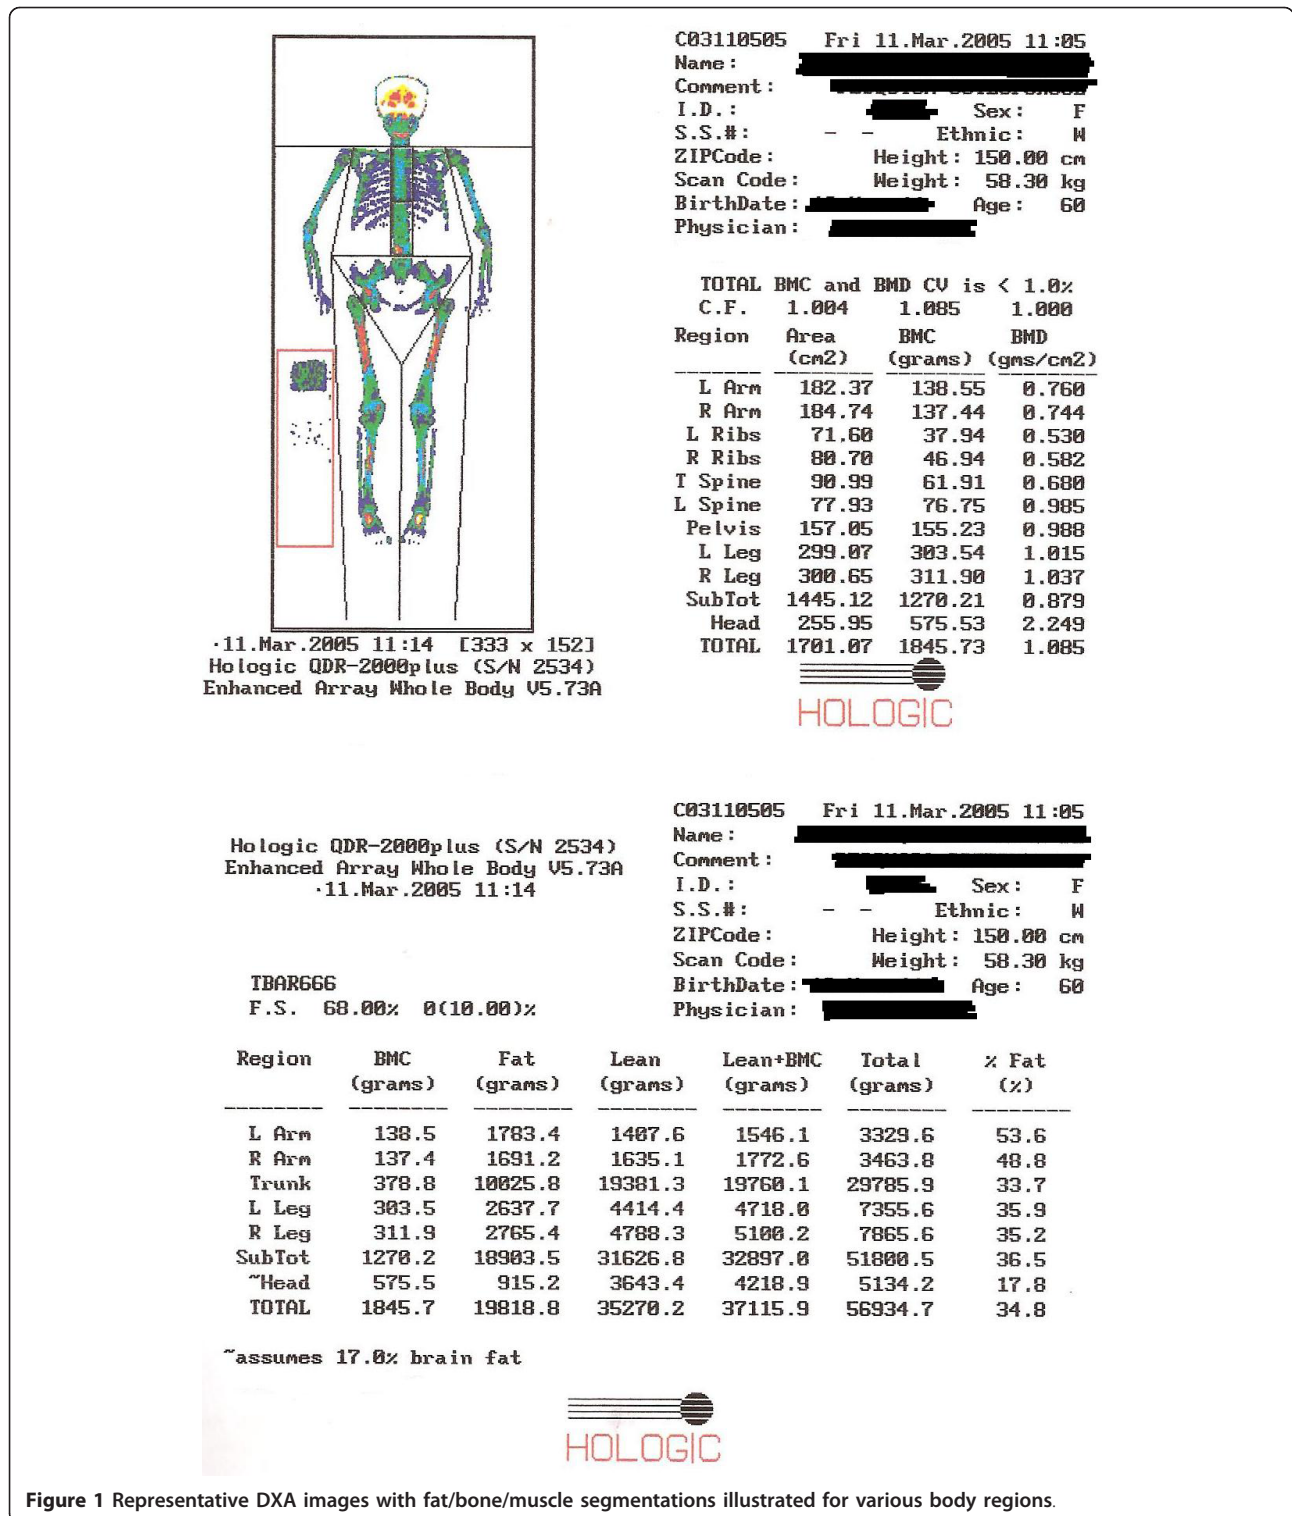 C03110505 Fri 11.Mar.2005 11:05
Name:
Comment:
I.D.: Sex: F
S.S.#: - - Ethnic: W
ZIPCode: Height: 150.00 cm
Scan Code: Weight: 58.30 kg
BirthDate: Age: 60
Physician:
TOTAL BMC and BMD CV is < 1.0%
C.F. 1.004 1.085 1.000
Region Area BMC BMD
(cm2) (grams) (gms/cm2)
L Arm 182.37 138.55 0.760
R Arm 184.74 137.44 0.744
L Ribs 71.60 37.94 0.530
R Ribs 80.70 46.94 0.582
T Spine 90.99 61.91 0.680
L Spine 77.93 76.75 0.985
Pelvis 157.05 155.23 0.988
L Leg 299.07 303.54 1.015
R Leg 300.65 311.90 1.037
SubTot 1445.12 1270.21 0.879
Head 255.95 575.53 2.249
TOTAL 1701.07 1845.73 1.085
HOLOGIC
·11.Mar.2005 11:14 [333 x 152]
Hologic QDR-2000plus (S/N 2534)
Enhanced Array Whole Body V5.73A
Hologic QDR-2000plus (S/N 2534)
Enhanced Array Whole Body V5.73A
·11.Mar.2005 11:14
C03110505 Fri 11.Mar.2005 11:05
Name:
Comment:
I.D.: Sex: F
S.S.#: - - Ethnic: W
ZIPCode: Height: 150.00 cm
Scan Code: Weight: 58.30 kg
BirthDate: Age: 60
Physician:
TBAR666
F.S. 68.00% 0(10.00)%
Region BMC Fat Lean Lean+BMC Total % Fat
(grams) (grams) (grams) (grams) (grams) (%)
L Arm 138.5 1783.4 1407.6 1546.1 3329.6 53.6
R Arm 137.4 1691.2 1635.1 1772.6 3463.8 48.8
Trunk 378.8 10025.8 19381.3 19760.1 29785.9 33.7
L Leg 303.5 2637.7 4414.4 4718.0 7355.6 35.9
R Leg 311.9 2765.4 4788.3 5100.2 7865.6 35.2
SubTot 1270.2 18903.5 31626.8 32897.0 51800.5 36.5
~Head 575.5 915.2 3643.4 4218.9 5134.2 17.8
TOTAL 1845.7 19818.8 35270.2 37115.9 56934.7 34.8
~assumes 17.0% brain fat
HOLOGIC
Figure 1 Representative DXA images with fat/bone/muscle segmentations illustrated for various body regions.